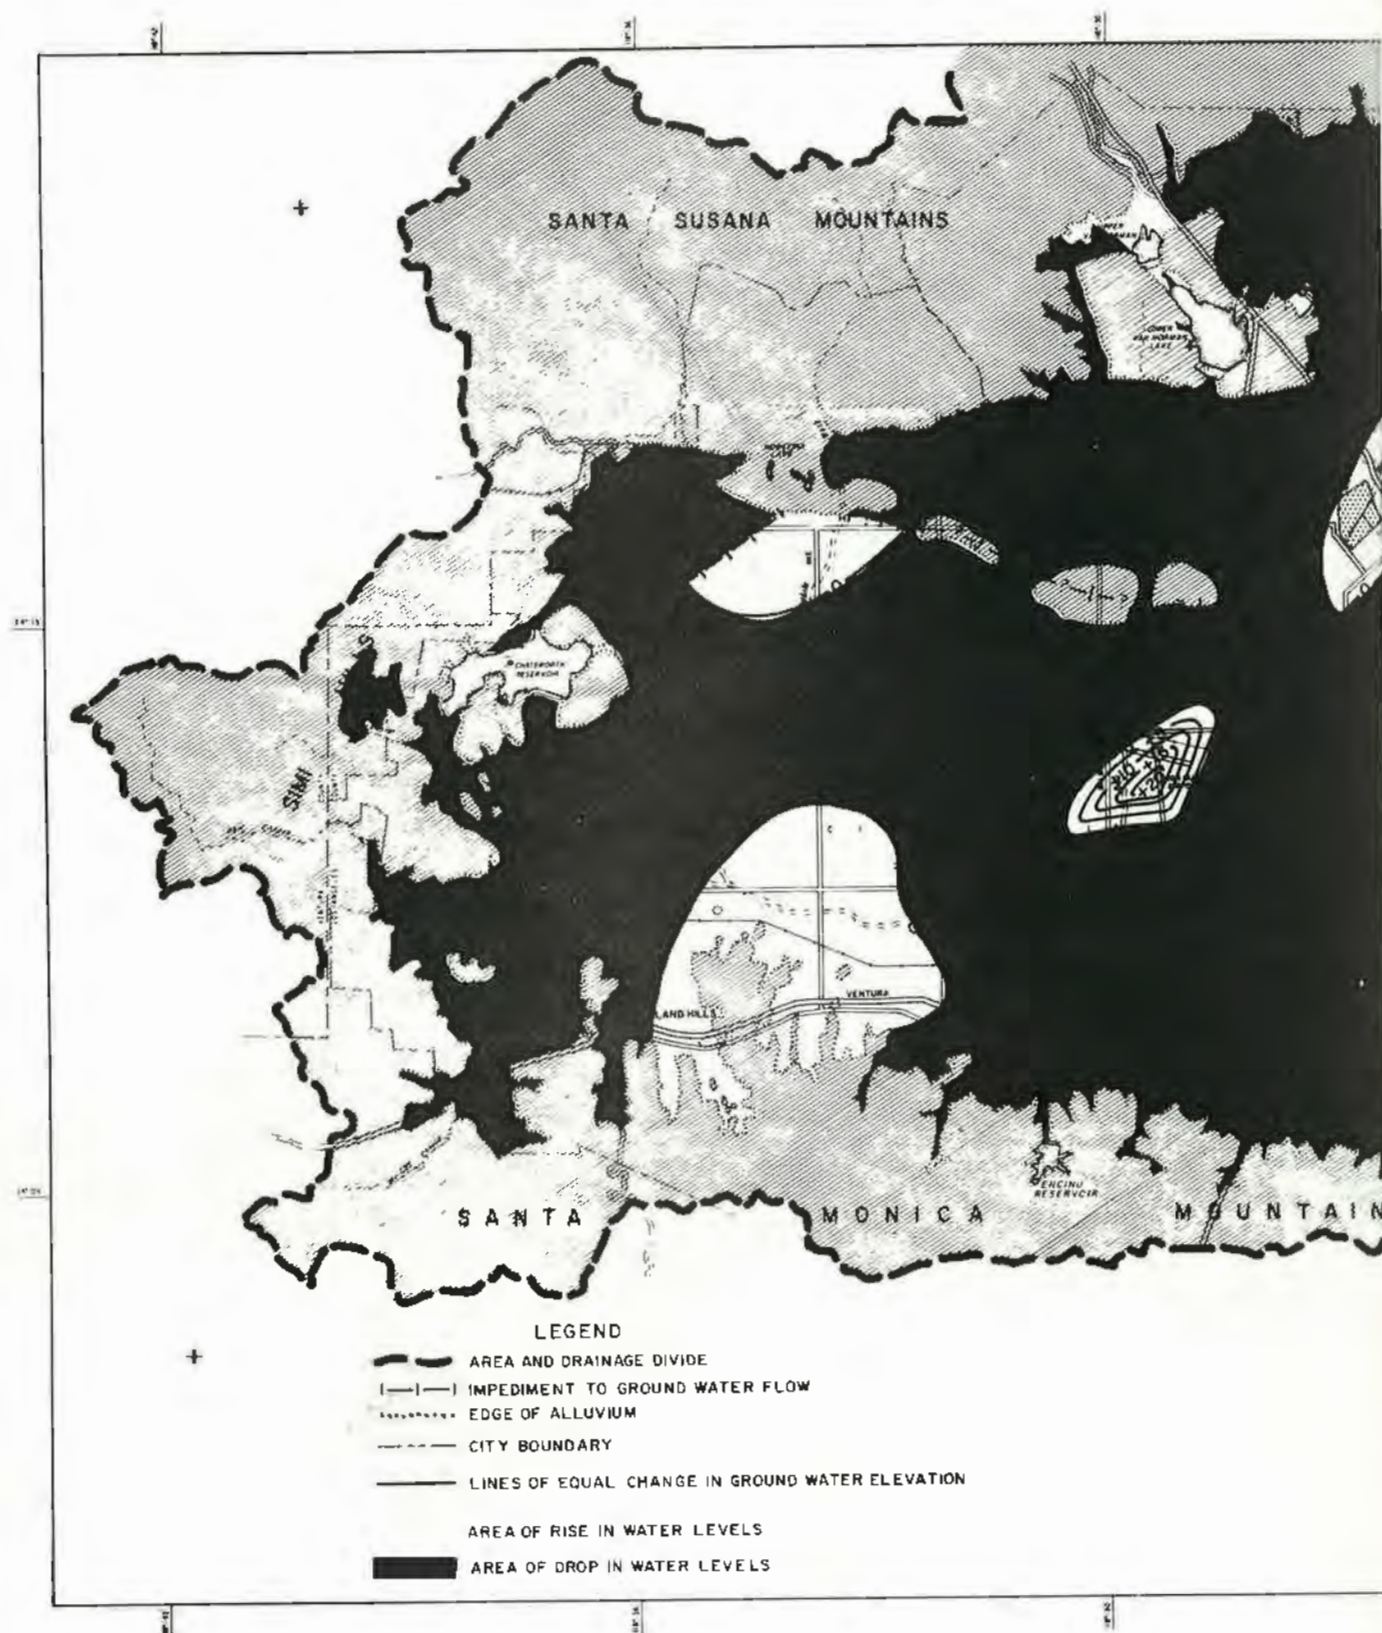 SANTA SUSANA MOUNTAINS
LOWER
VAN NORMAN
LAKE
CHATSWORTH
RESERVOIR
SIMI
VENTURA
LAND HILLS
ENCINO
RESERVOIR
SANTA MONICA MOUNTAIN
LEGEND
AREA AND DRAINAGE DIVIDE
IMPEDIMENT TO GROUND WATER FLOW
EDGE OF ALLUVIUM
CITY BOUNDARY
LINES OF EQUAL CHANGE IN GROUND WATER ELEVATION
AREA OF RISE IN WATER LEVELS
AREA OF DROP IN WATER LEVELS